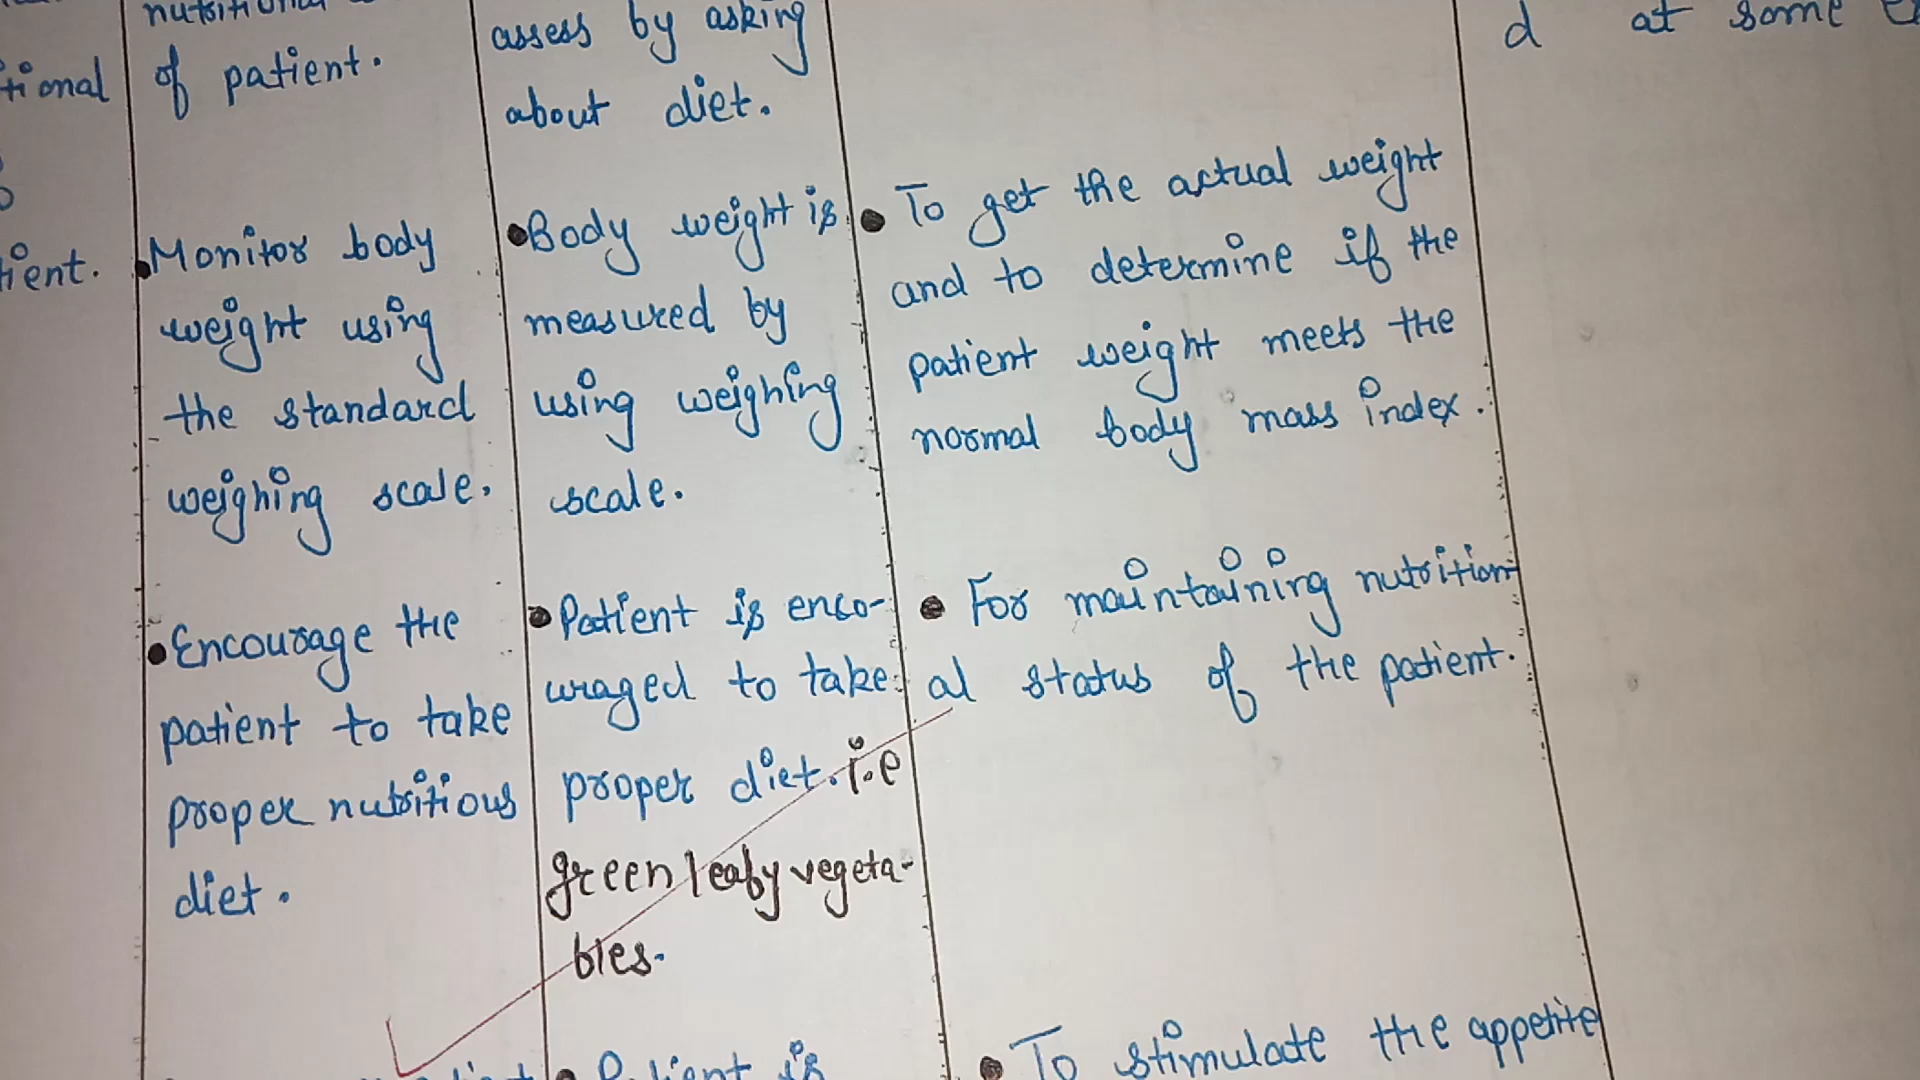 tional
tient.
of patient.
Monitor body
weight using
the standard
weighing scale.
Encourage the
patient to take
proper nutritious
diet.
assess by asking
about diet.
Body weight is
measured by
using weighing
scale.
Patient is enco-
uraged to take
proper diet. i.e
green leafy vegeta-
bles.
Patient is
To get the actual weight
and to determine if the
patient weight meets the
normal body mass index.
For maintaining nutrition
al status of the patient.
To stimulate the appetite
d at some